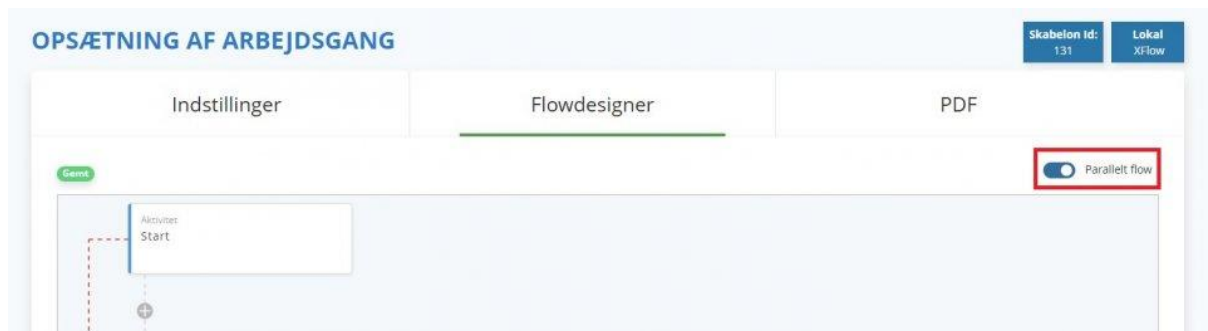 OPSÆTNING AF ARBEJDSGANG
Skabelon Id:
131
Lokal
XFlow
Indstillinger
Flowdesigner
PDF
Gemt
Parallelt flow
Aktivitet
Start